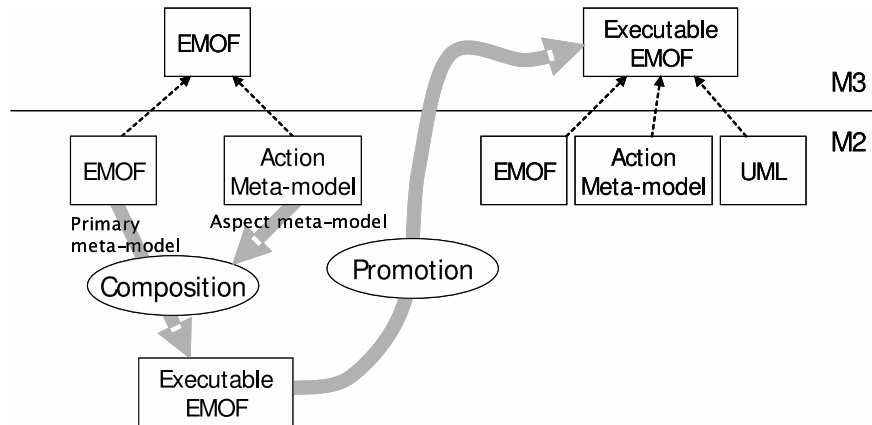 EMOF
Executable
EMOF
M3
M2
EMOF
Action
Meta-model
EMOF
Action
Meta-model
UML
Primary
meta-model
Aspect meta-model
Composition
Promotion
Executable
EMOF